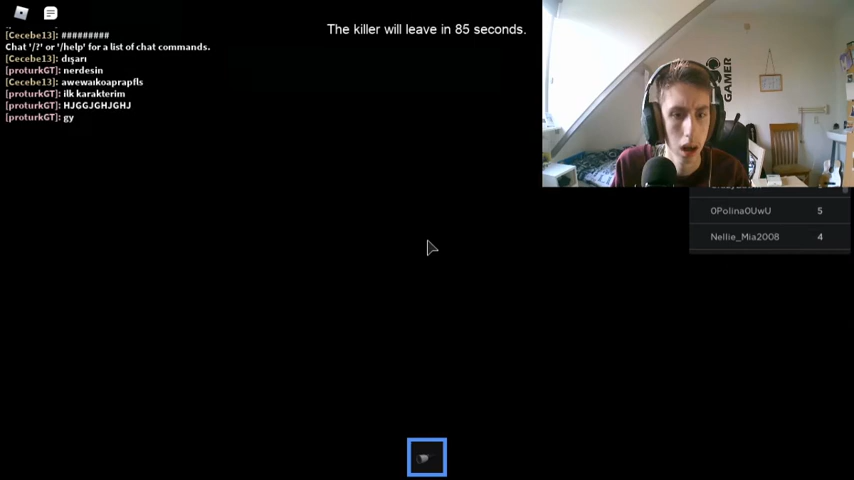 [Cecebe13]: #########
Chat '/?' or '/help' for a list of chat commands.
[Cecebe13]: dışarı
[proturkGT]: nerdesin
[Cecebe13]: awewaıkoaprapfls
[proturkGT]: ilk karakterim
[proturkGT]: HJGGJGHJGHJ
[proturkGT]: gy
The killer will leave in 85 seconds.
GAMER
0Polina0UwU 5
Nellie_Mia2008 4